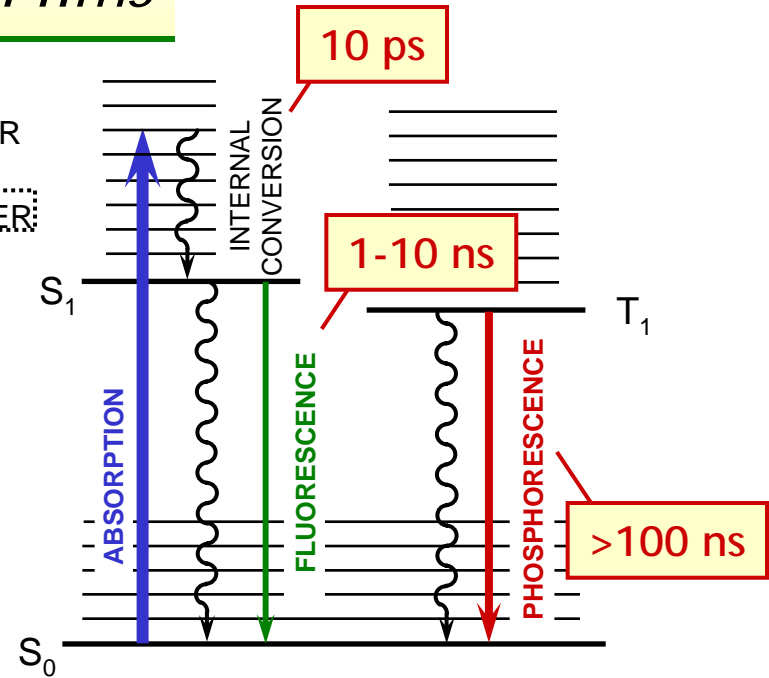 10 ps
INTERNAL
CONVERSION
1-10 ns
S1
T1
ABSORPTION
FLUORESCENCE
PHOSPHORESCENCE
>100 ns
S0